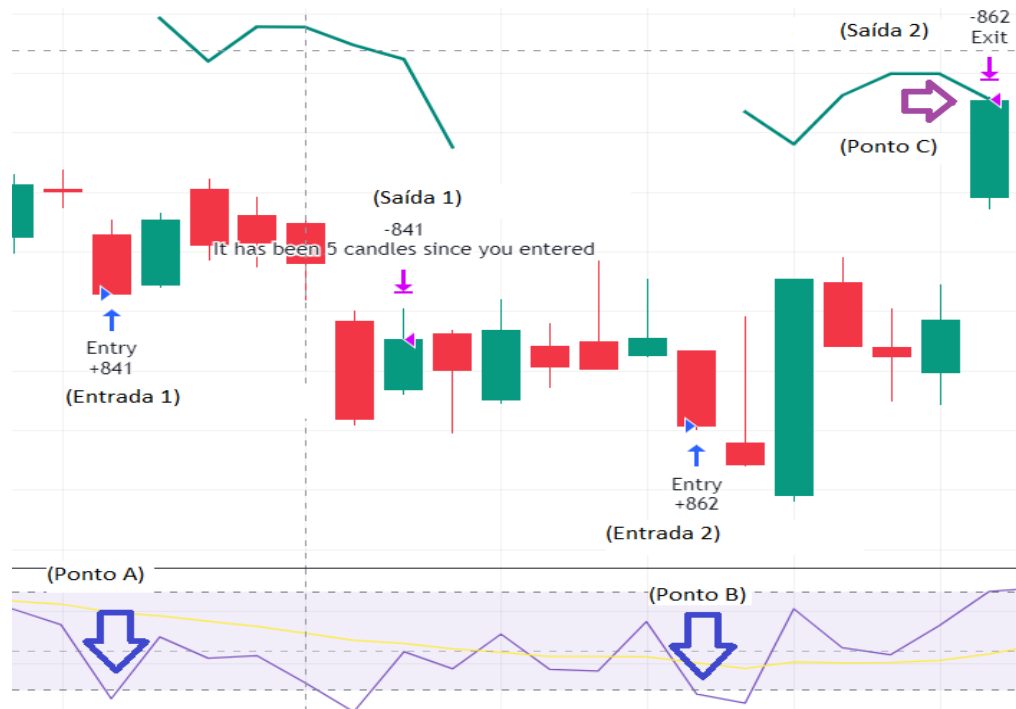 -862
(Saída 2)
Exit
(Ponto C)
(Saída 1)
-841
It has been 5 candles since you entered
Entry
+841
(Entrada 1)
Entry
+862
(Entrada 2)
(Ponto A)
(Ponto B)